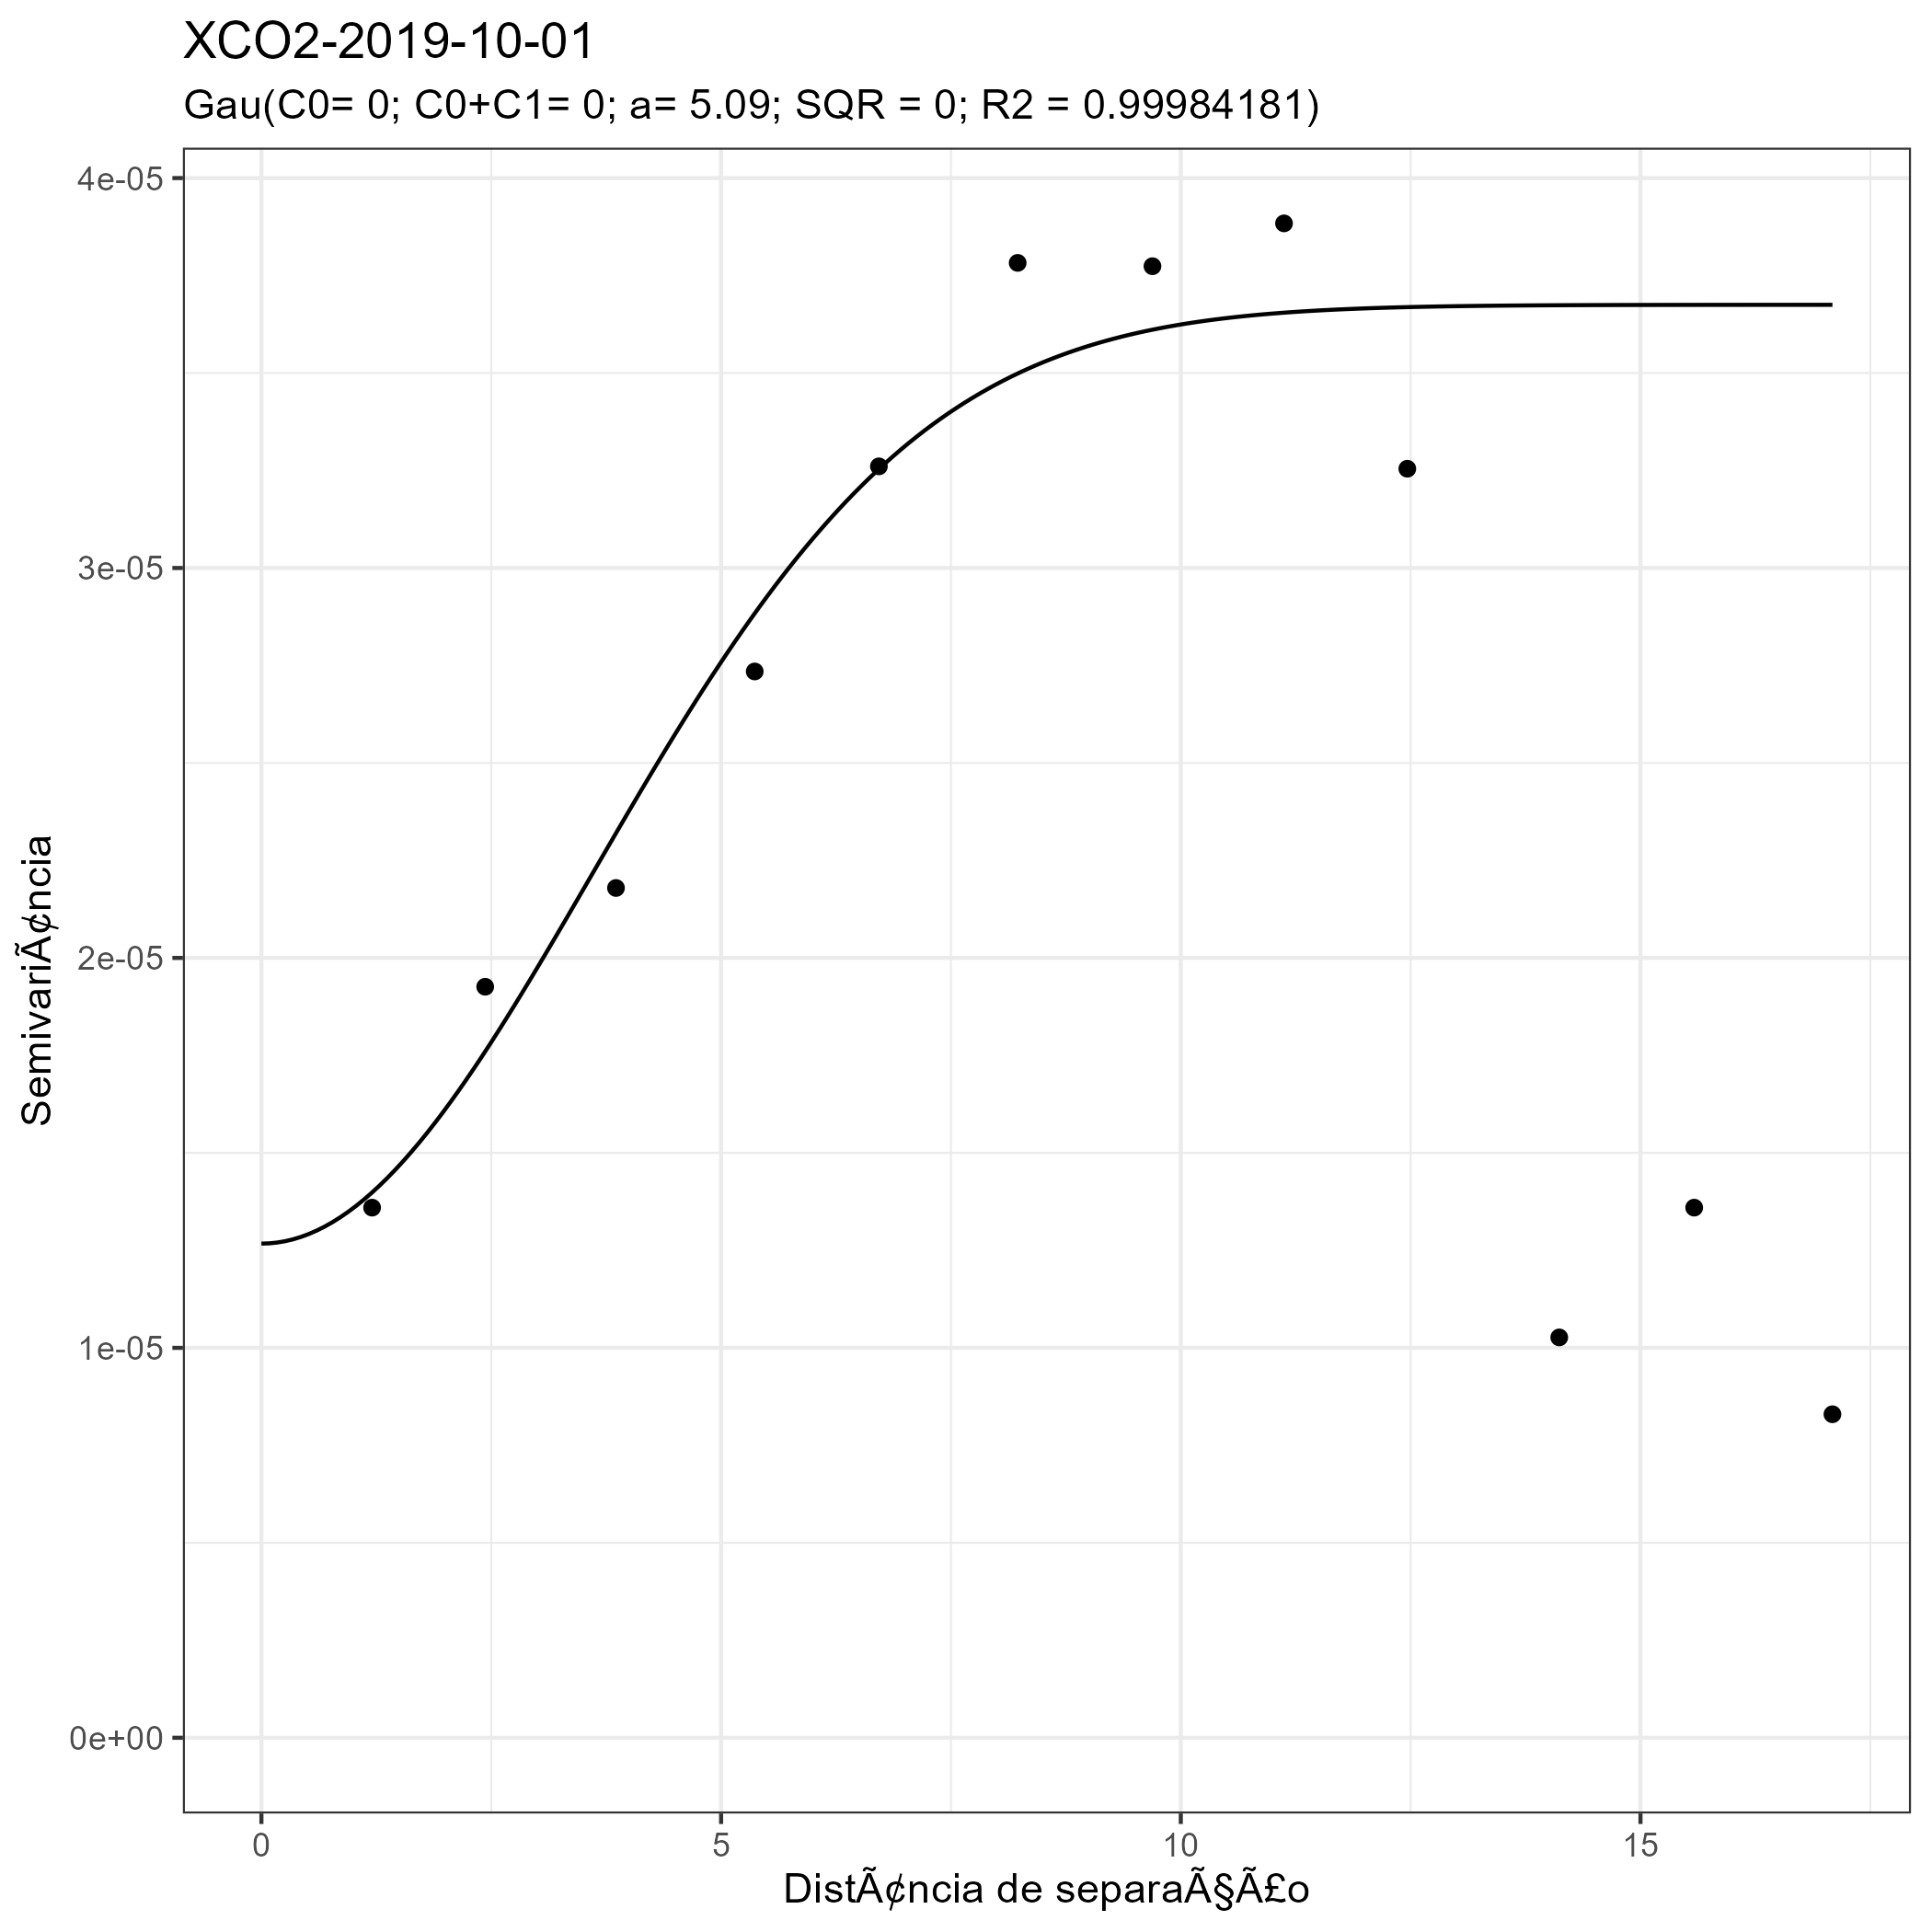 XCO2-2019-10-01
Gau(C0= 0; C0+C1= 0; a= 5.09; SQR = 0; R2 = 0.99984181)
4e-05
3e-05
2e-05
1e-05
0e+00
SemivariÃ¢ncia
0 5 10 15
DistÃ¢ncia de separaÃ§Ã£o